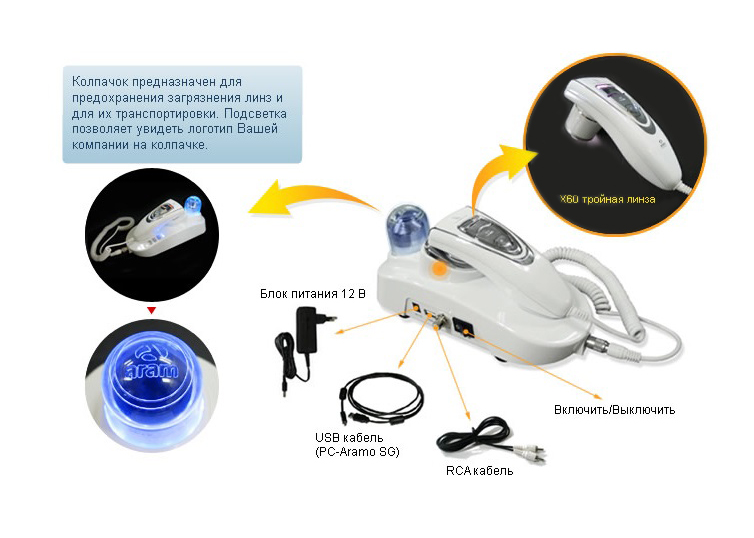 Колпачок предназначен для
предохранения загрязнения линз и
для их транспортировки. Подсветка
позволяет увидеть логотип Вашей
компании на колпачке.
X60 тройная линза
Блок питания 12 В
aram
Включить/Выключить
USB кабель
(PC-Aramo SG)
RCA кабель